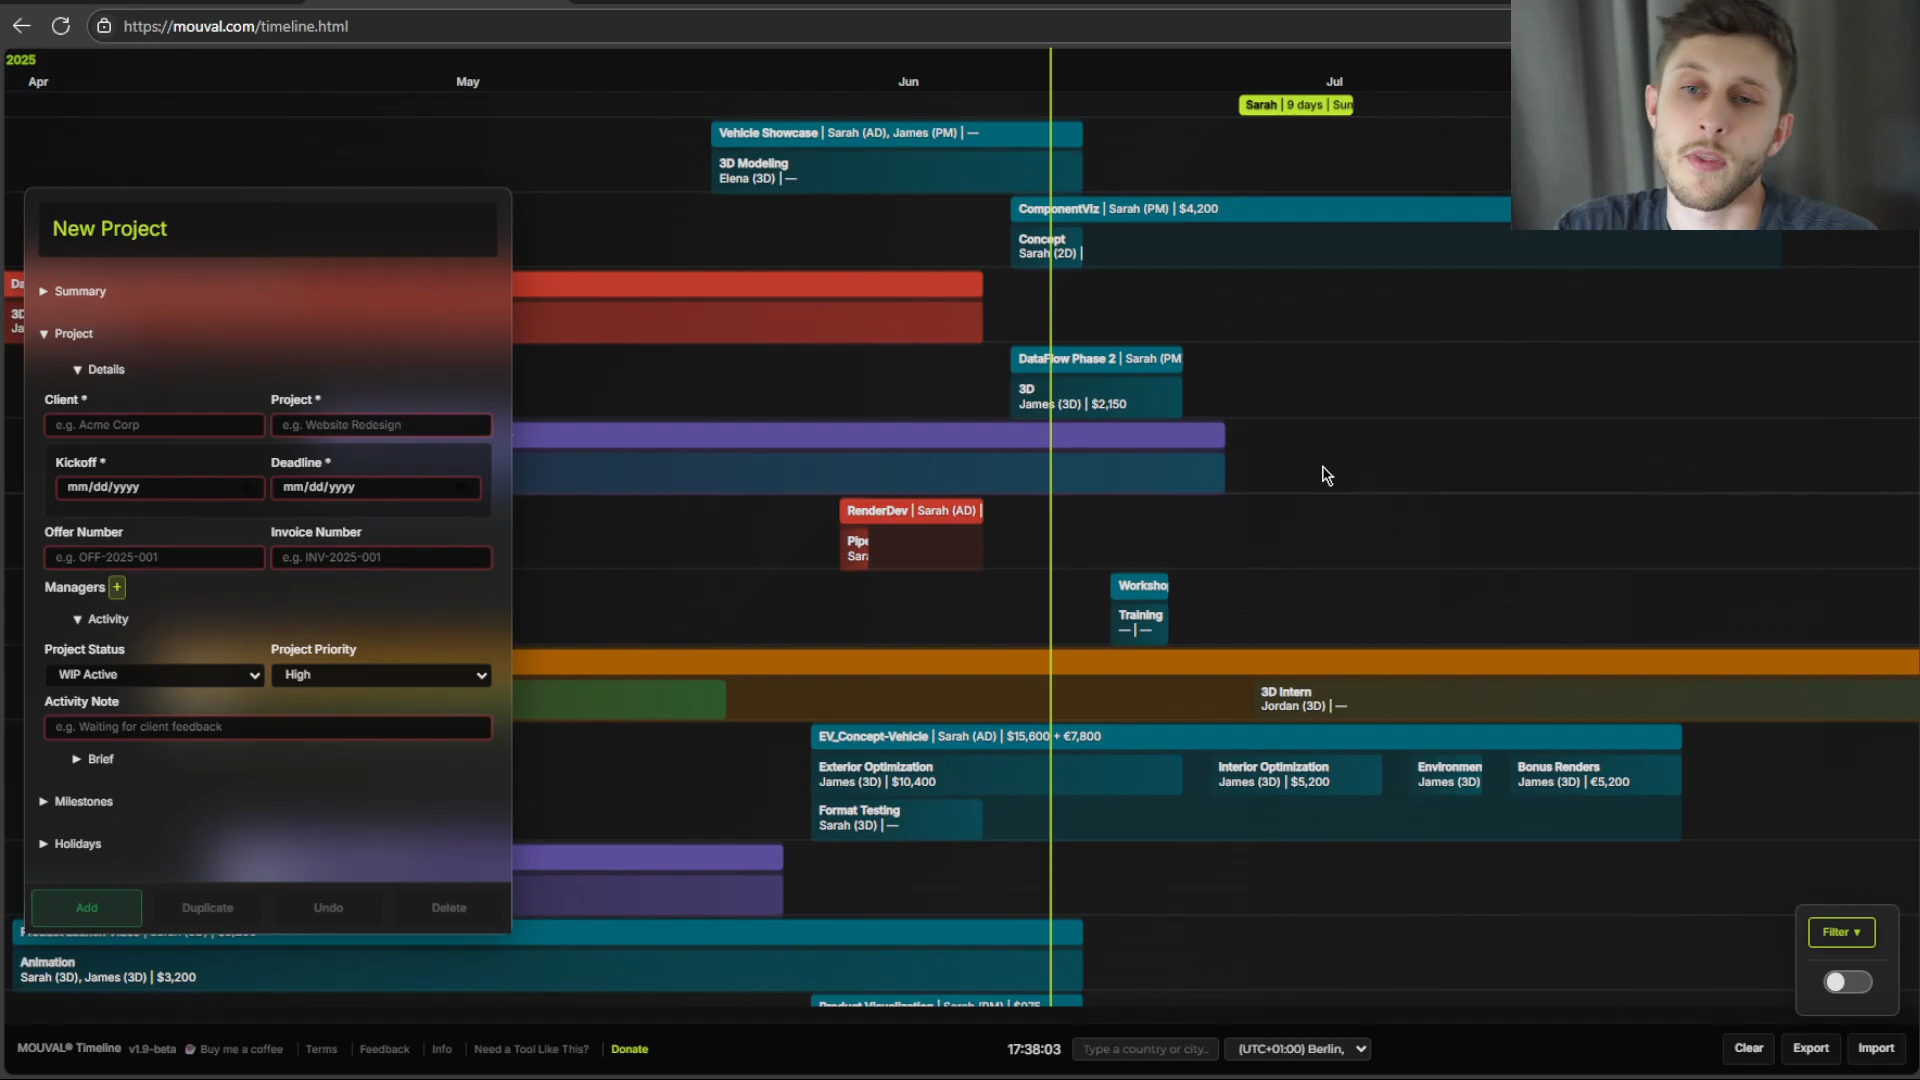 https://mouval.com/timeline.html
2025
Apr May Jun Jul
Sarah | 9 days | Sun
Vehicle Showcase | Sarah (AD), James (PM) | —
3D Modeling
Elena (3D) | —
ComponentViz | Sarah (PM) | $4,200
Concept
Sarah (2D) |
New Project
Summary
Project
Details
Client * Project *
e.g. Acme Corp e.g. Website Redesign
Kickoff * Deadline *
mm/dd/yyyy mm/dd/yyyy
Offer Number Invoice Number
e.g. OFF-2025-001 e.g. INV-2025-001
Managers +
Activity
Project Status Project Priority
WIP Active High
Activity Note
e.g. Waiting for client feedback
Brief
Milestones
Holidays
Add Duplicate Undo Delete
DataFlow Phase 2 | Sarah (PM
3D
James (3D) | $2,150
RenderDev | Sarah (AD) |
Pipe
Sara
Workshop
Training
— | —
3D Intern
Jordan (3D) | —
EV_Concept-Vehicle | Sarah (AD) | $15,600 + €7,800
Exterior Optimization
James (3D) | $10,400
Interior Optimization
James (3D) | $5,200
Environmen
James (3D)
Bonus Renders
James (3D) | €5,200
Format Testing
Sarah (3D) | —
Animation
Sarah (3D), James (3D) | $3,200
Product Visualization | Sarah (PM) | $975
Filter ▾
MOUVAL® Timeline v1.9-beta Buy me a coffee | Terms | Feedback | Info | Need a Tool Like This? | Donate
17:38:03 Type a country or city.. (UTC+01:00) Berlin,
Clear Export Import